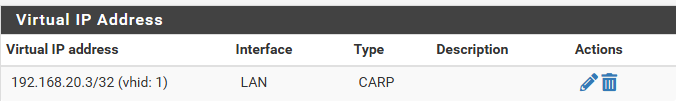 Virtual IP Address
Virtual IP address Interface Type Description Actions
192.168.20.3/32 (vhid: 1) LAN CARP